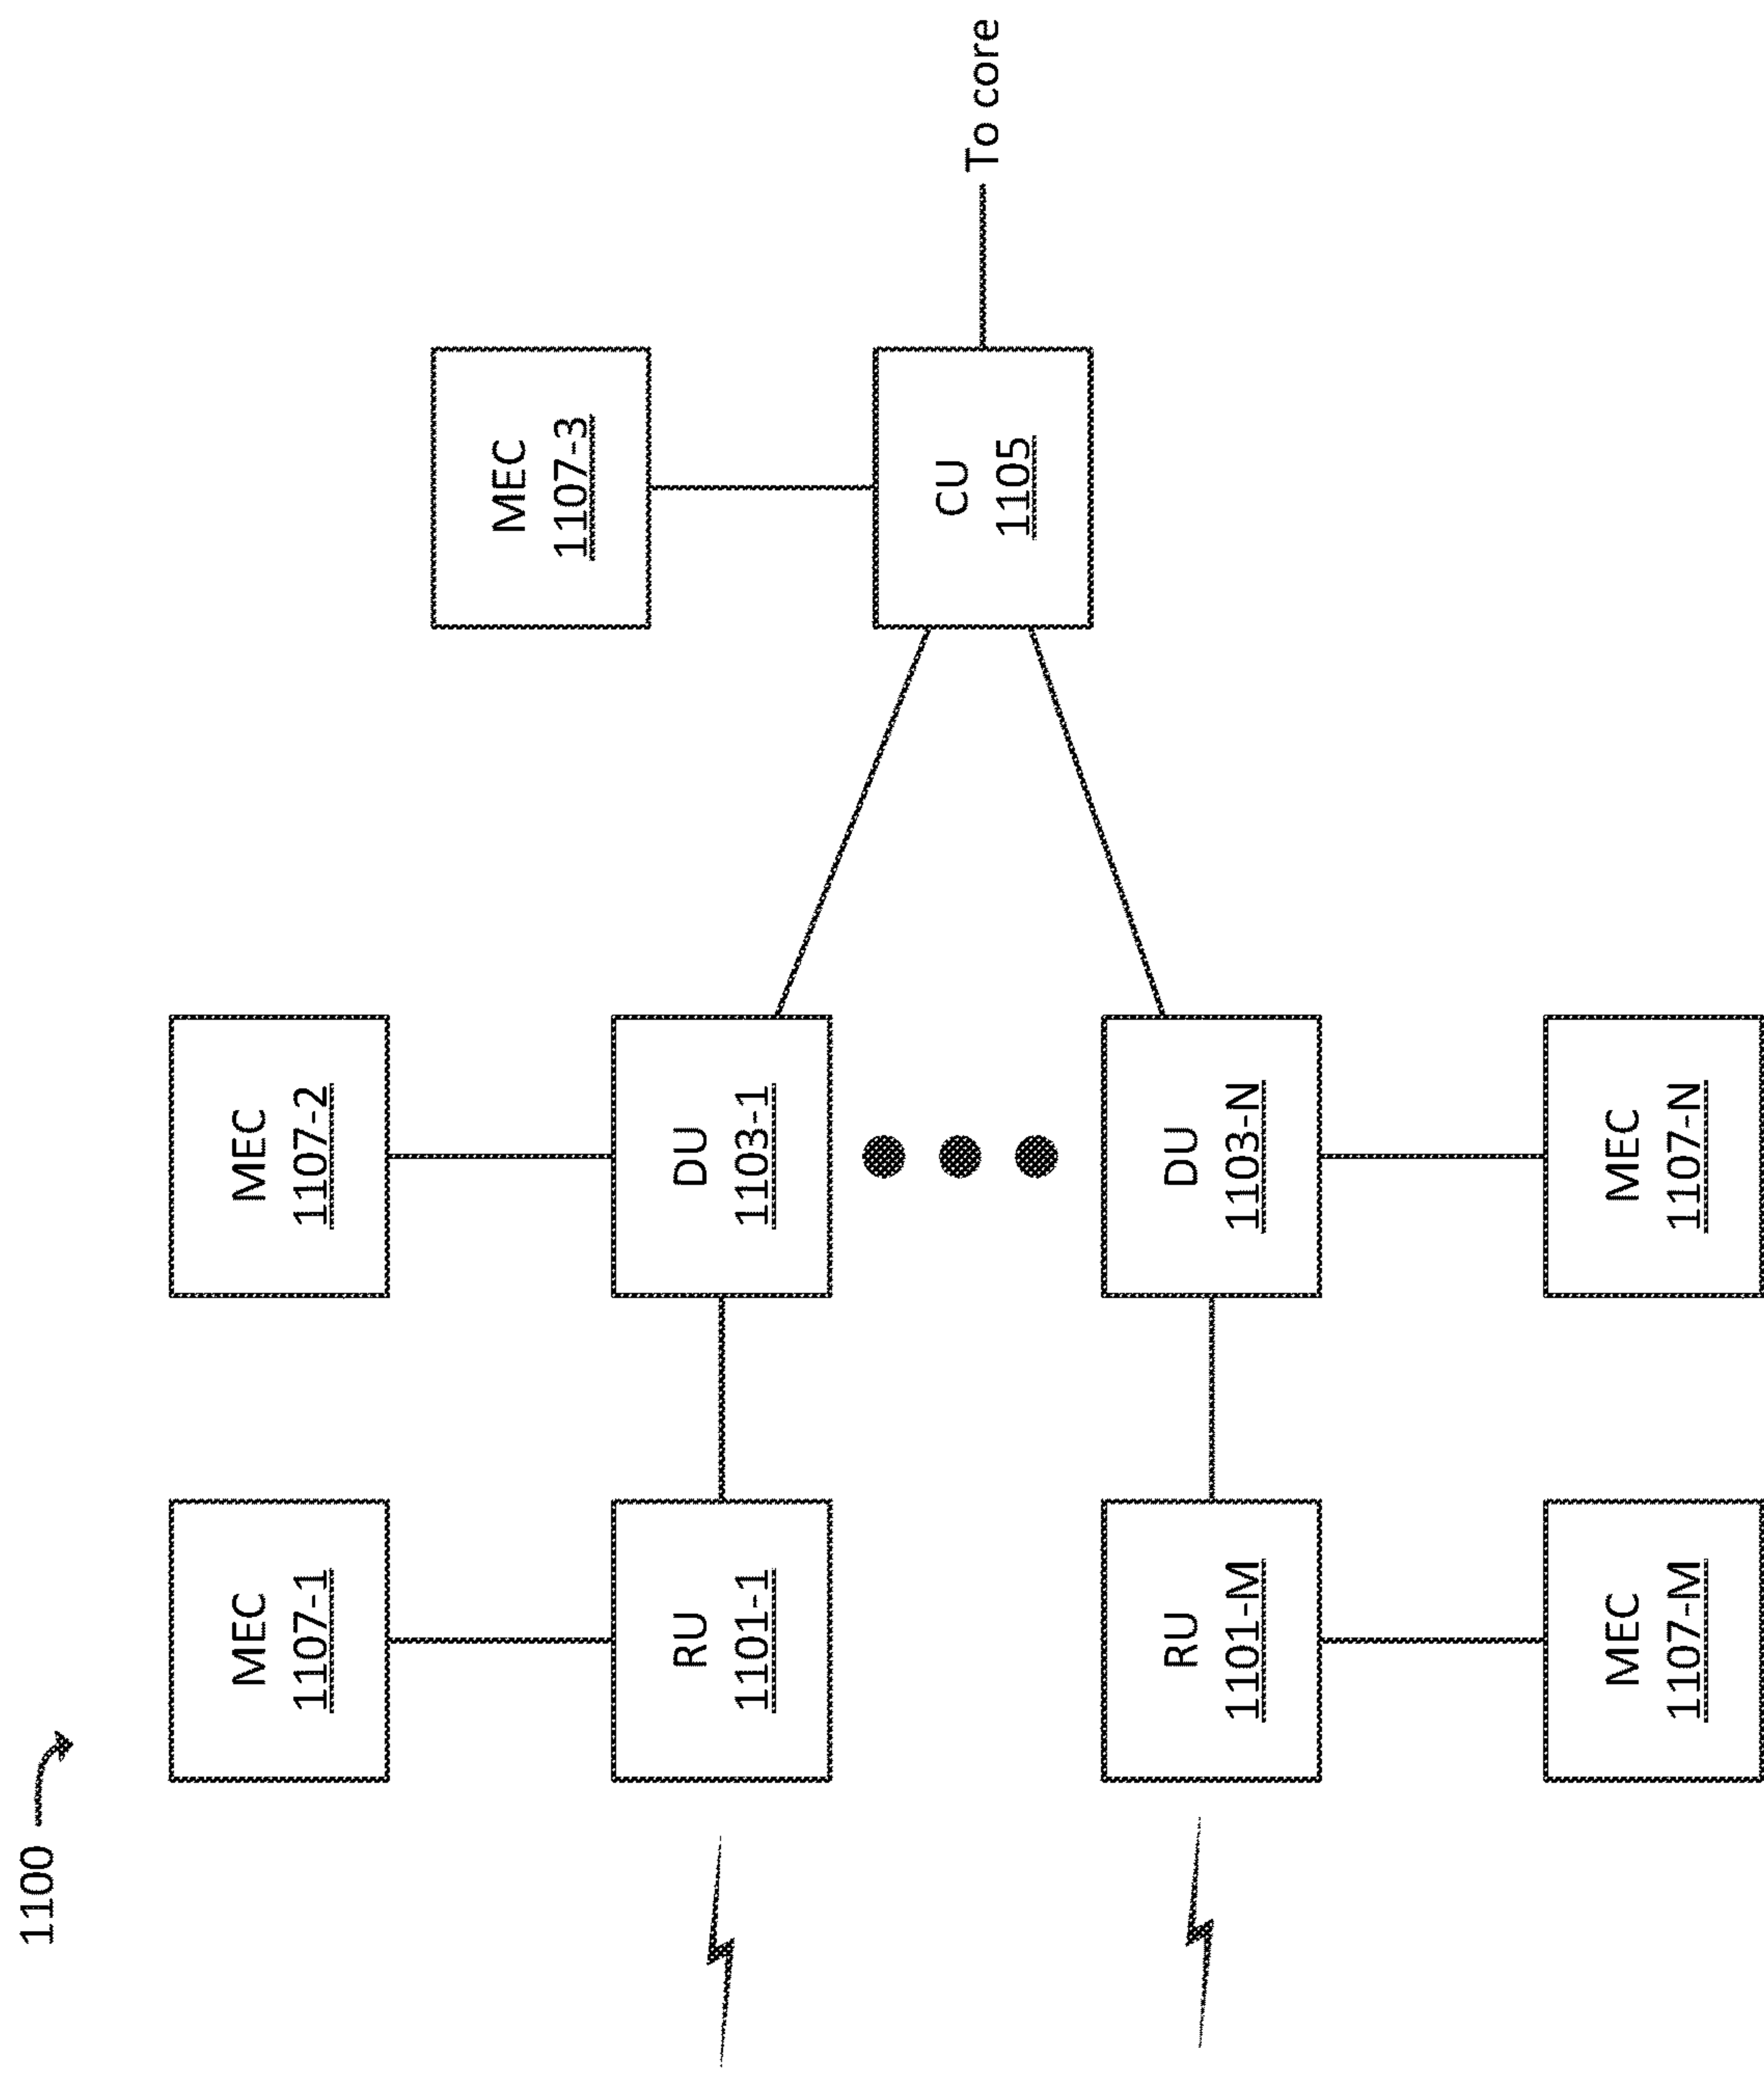 1100
MEC
1107-1
MEC
1107-2
MEC
1107-3
RU
1101-1
DU
1103-1
CU
1105
To core
RU
1101-M
DU
1103-N
MEC
1107-M
MEC
1107-N